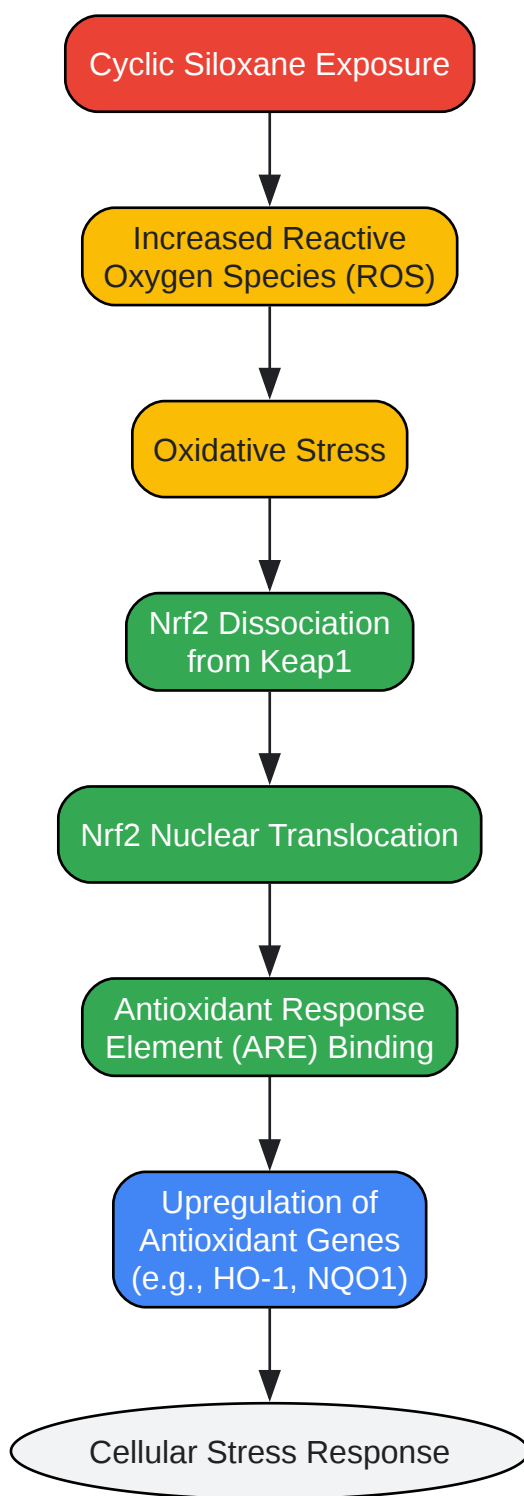 Cyclic Siloxane Exposure
Increased Reactive
Oxygen Species (ROS)
Oxidative Stress
Nrf2 Dissociation
from Keap1
Nrf2 Nuclear Translocation
Antioxidant Response
Element (ARE) Binding
Upregulation of
Antioxidant Genes
(e.g., HO-1, NQO1)
Cellular Stress Response